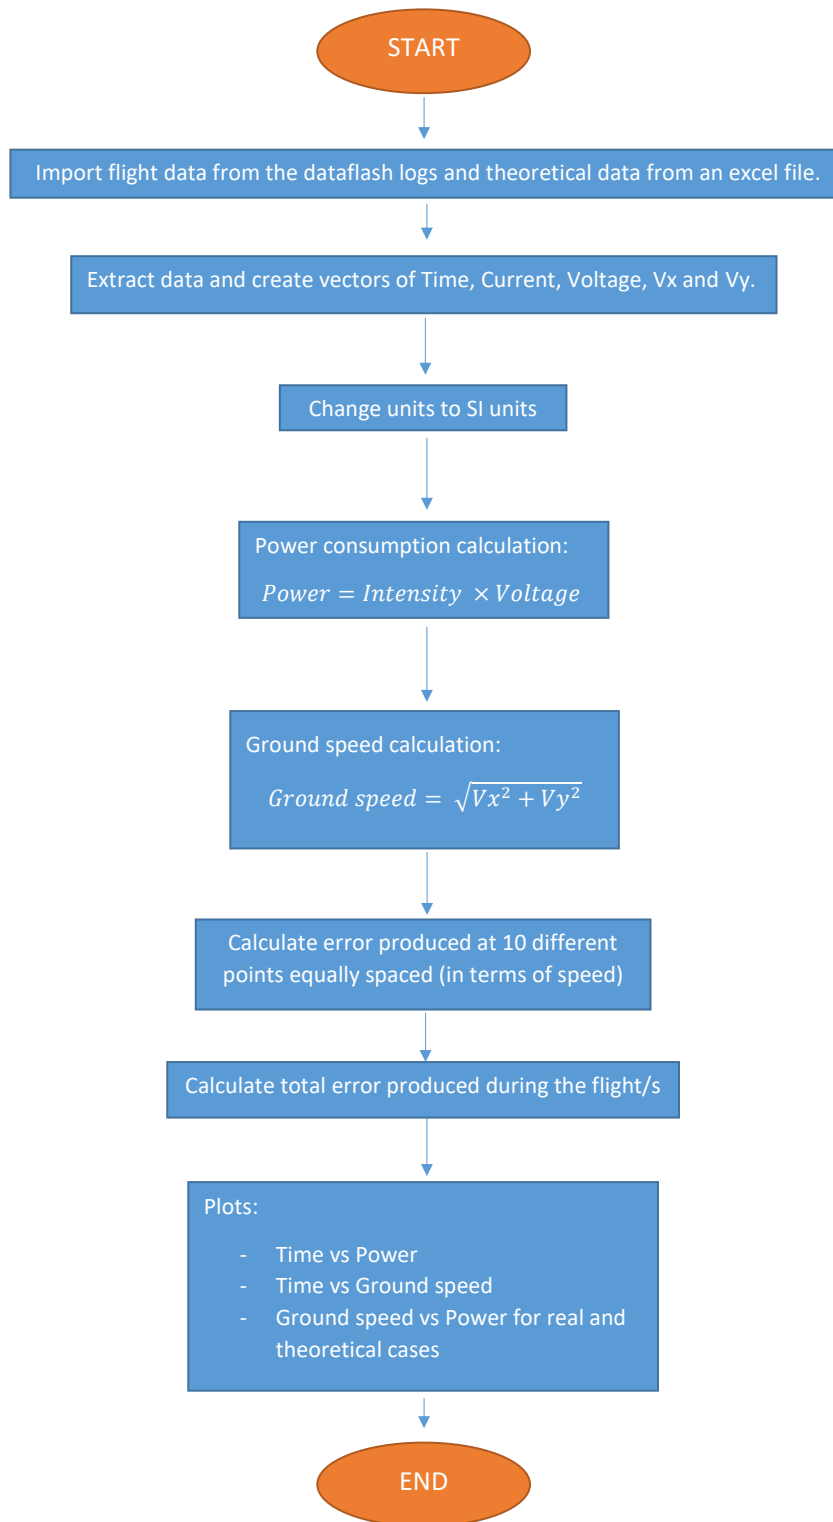 START
Import flight data from the dataflash logs and theoretical data from an excel file.
Extract data and create vectors of Time, Current, Voltage, Vx and Vy.
Change units to SI units
Power consumption calculation:
Power = Intensity × Voltage
Ground speed calculation:
Ground speed = √(Vx² + Vy²)
Calculate error produced at 10 different
points equally spaced (in terms of speed)
Calculate total error produced during the flight/s
Plots:
- Time vs Power
- Time vs Ground speed
- Ground speed vs Power for real and
theoretical cases
END